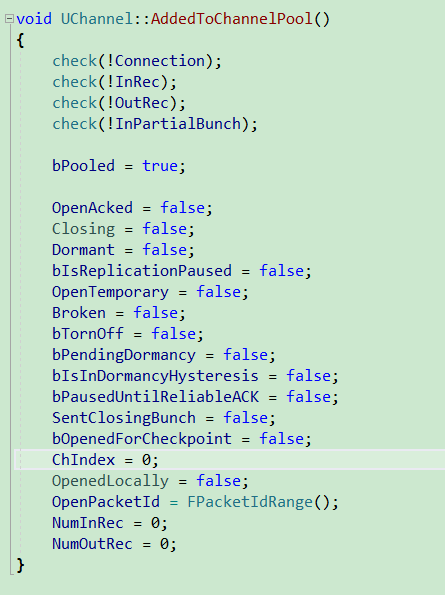 void UChannel::AddedToChannelPool()
{
check(!Connection);
check(!InRec);
check(!OutRec);
check(!InPartialBunch);
bPooled = true;
OpenAcked = false;
Closing = false;
Dormant = false;
bIsReplicationPaused = false;
OpenTemporary = false;
Broken = false;
bTornOff = false;
bPendingDormancy = false;
bIsInDormancyHysteresis = false;
bPausedUntilReliableACK = false;
SentClosingBunch = false;
bOpenedForCheckpoint = false;
ChIndex = 0;
OpenedLocally = false;
OpenPacketId = FPacketIdRange();
NumInRec = 0;
NumOutRec = 0;
}